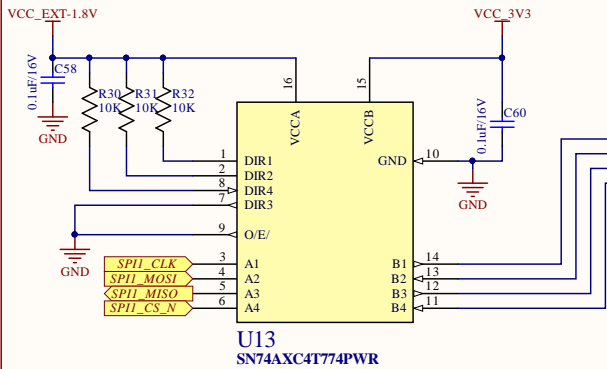 VCC_EXT-1.8V
VCC_3V3
C58
0.1uF/16V
GND
R30
10K
R31
10K
R32
10K
16
15
VCCA
VCCB
C60
0.1uF/16V
GND
1 DIR1
2 DIR2
8 DIR4
7 DIR3
9 O/E/
GND 10
GND
SPI1_CLK 3 A1
SPI1_MOSI 4 A2
SPI1_MISO 5 A3
SPI1_CS_N 6 A4
B1 14
B2 13
B3 12
B4 11
U13
SN74AXC4T774PWR